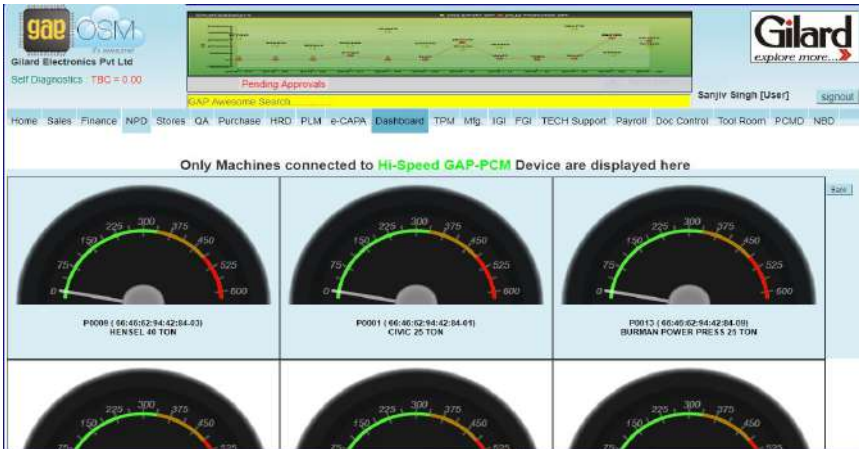 gap OSM
it's awesome!
Gilard Electronics Pvt Ltd
Self Diagnostics : TBC = 0.00
Pending Approvals
GAP Awesome Search
Gilard
explore more...
Sanjiv Singh [User]
signout
Home Sales Finance NPD Stores QA Purchase HRD PLM e-CAPA Dashboard TPM Mfg. IGI FGI TECH Support Payroll Doc Control Tool Room PCMD NBD
Only Machines connected to Hi-Speed GAP-PCM Device are displayed here
Bark
0 75 150 225 300 375 450 525 600
0 75 150 225 300 375 450 525 600
0 75 150 225 300 375 450 525 600
P0009 ( 66:46:62:94:42:84-03)
HENSEL 40 TON
P0001 ( 66:46:62:94:42:84-01)
CIVIC 25 TON
P0013 ( 66:46:62:94:42:84-09)
BURMAN POWER PRESS 25 TON
75 150 225 300 375 450 525
75 150 225 300 375 450 525
75 150 225 300 375 450 525